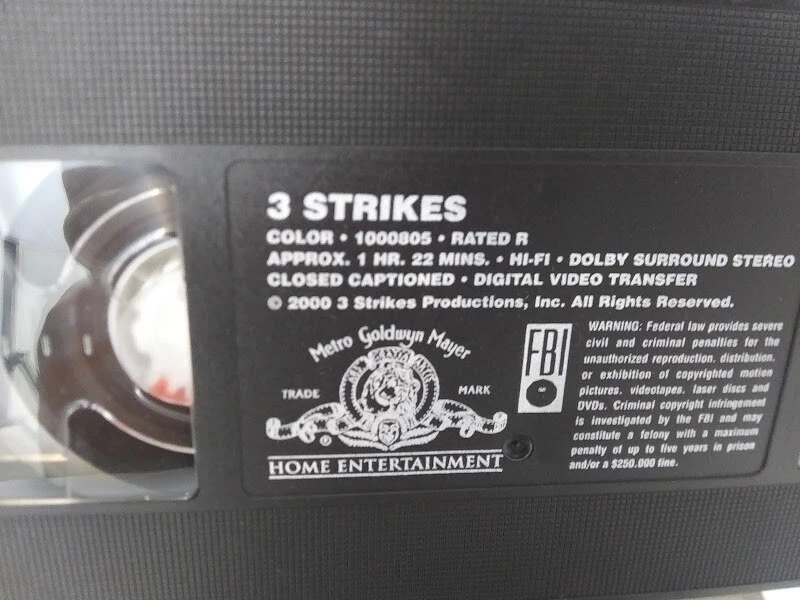 3 STRIKES
COLOR • 1000805 • RATED R
APPROX. 1 HR. 22 MINS. • HI-FI • DOLBY SURROUND STEREO
CLOSED CAPTIONED • DIGITAL VIDEO TRANSFER
© 2000 3 Strikes Productions, Inc. All Rights Reserved.
Metro Goldwyn Mayer
ARS GRATIA ARTIS
TRADE MARK
®
HOME ENTERTAINMENT
FBI
WARNING: Federal law provides severe
civil and criminal penalties for the
unauthorized reproduction, distribution,
or exhibition of copyrighted motion
pictures, videotapes, laser discs and
DVDs. Criminal copyright infringement
is investigated by the FBI and may
constitute a felony with a maximum
penalty of up to five years in prison
and/or a $250.000 fine.